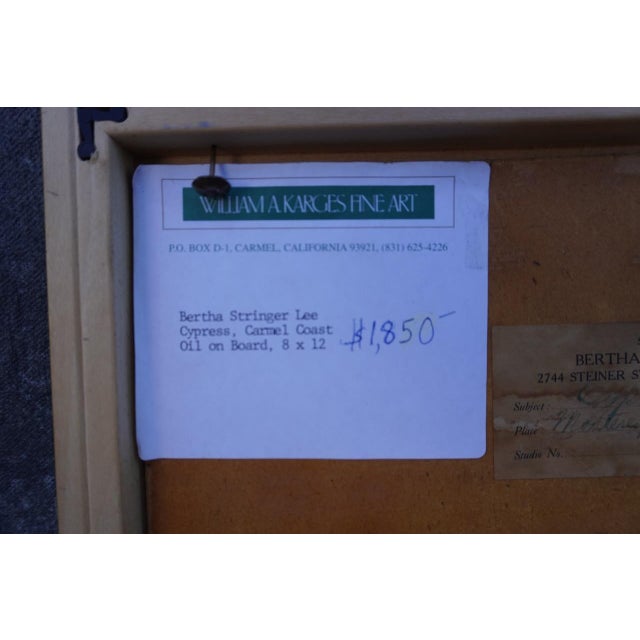 WILLIAM A. KARGES FINE ART
P.O. BOX D-1, CARMEL, CALIFORNIA 93921, (831) 625-4226
Bertha Stringer Lee
Cypress, Carmel Coast
Oil on Board, 8 x 12
$1,850-
BERTHA
2744 STEINER S
Subject:
Place
Studio No.